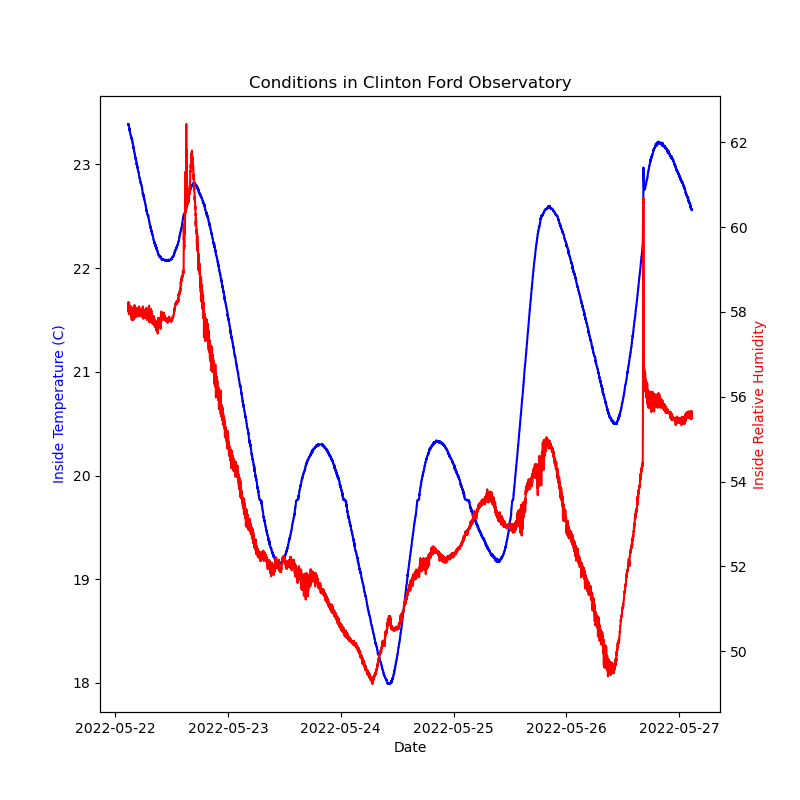 Conditions in Clinton Ford Observatory
Inside Temperature (C)
23
22
21
20
19
18
62
60
58
56
54
52
50
Inside Relative Humidity
2022-05-22 2022-05-23 2022-05-24 2022-05-25 2022-05-26 2022-05-27
Date